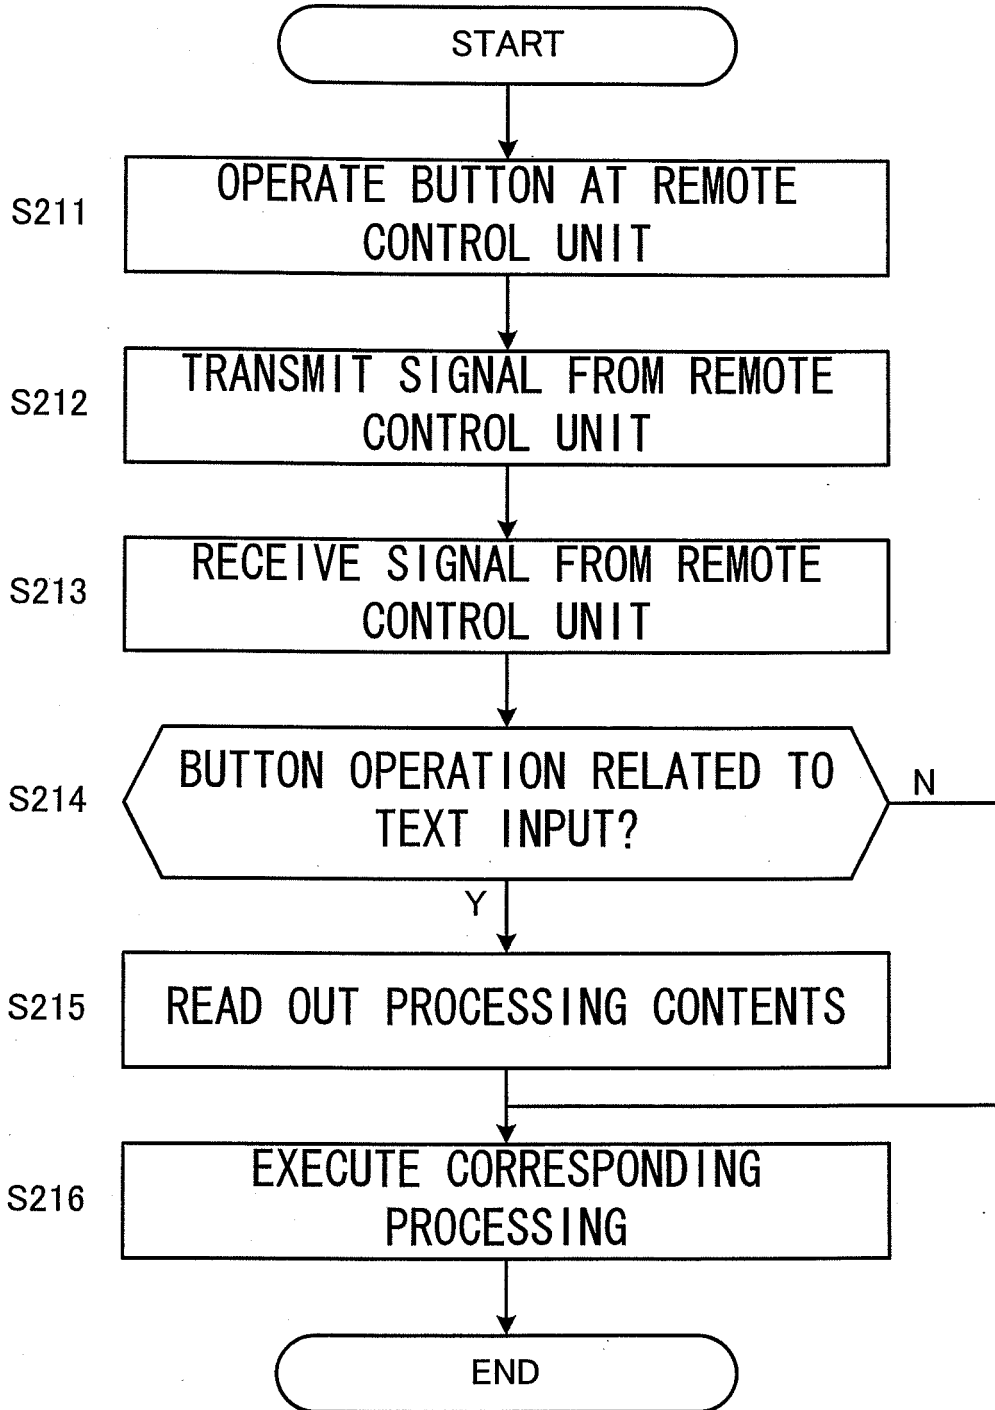 START
S211
OPERATE BUTTON AT REMOTE
CONTROL UNIT
S212
TRANSMIT SIGNAL FROM REMOTE
CONTROL UNIT
S213
RECEIVE SIGNAL FROM REMOTE
CONTROL UNIT
S214
BUTTON OPERATION RELATED TO
TEXT INPUT?
N
Y
S215
READ OUT PROCESSING CONTENTS
S216
EXECUTE CORRESPONDING
PROCESSING
END